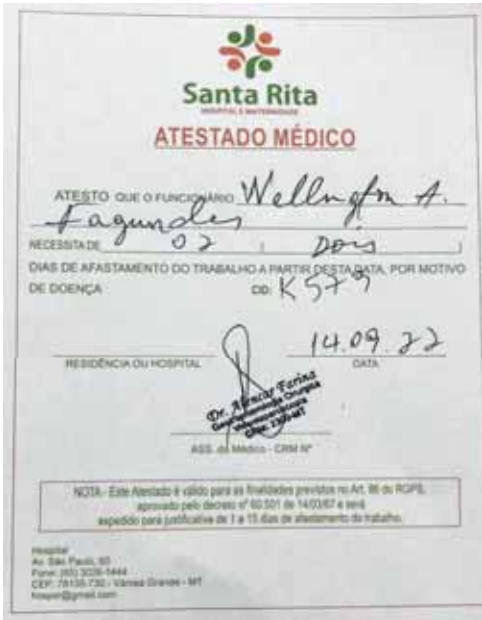 Santa Rita
HOSPITAL E MATERNIDADE
ATESTADO MÉDICO
ATESTO QUE O FUNCIONÁRIO Wellington A.
Fagundes
NECESSITA DE 02 ( Dois )
DIAS DE AFASTAMENTO DO TRABALHO A PARTIR DESTA DATA, POR MOTIVO
DE DOENÇA CID: K579
14.09.22
RESIDÊNCIA OU HOSPITAL DATA
Dr. Farina
ASS. do Médico - CRM Nº
NOTA - Este Atestado é válido para as finalidades previstos no Art. 86 do RGPS,
aprovado pelo decreto nº 60.501 de 14/03/67 e será
expedido para justificativa de 1 a 15 dias de afastamento do trabalho.
Hospital
Av. São Paulo,
Fone: (65) 3026-
CEP: 78135-730 - Várzea Grande - MT